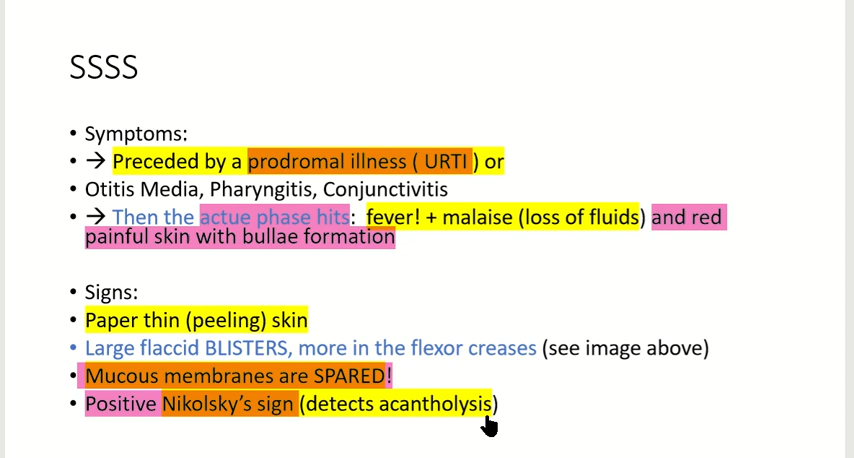 SSSS
• Symptoms:
• → Preceded by a prodromal illness ( URTI ) or
• Otitis Media, Pharyngitis, Conjunctivitis
• → Then the actue phase hits: fever! + malaise (loss of fluids) and red
painful skin with bullae formation
• Signs:
• Paper thin (peeling) skin
• Large flaccid BLISTERS, more in the flexor creases (see image above)
• Mucous membranes are SPARED!
• Positive Nikolsky’s sign (detects acantholysis)